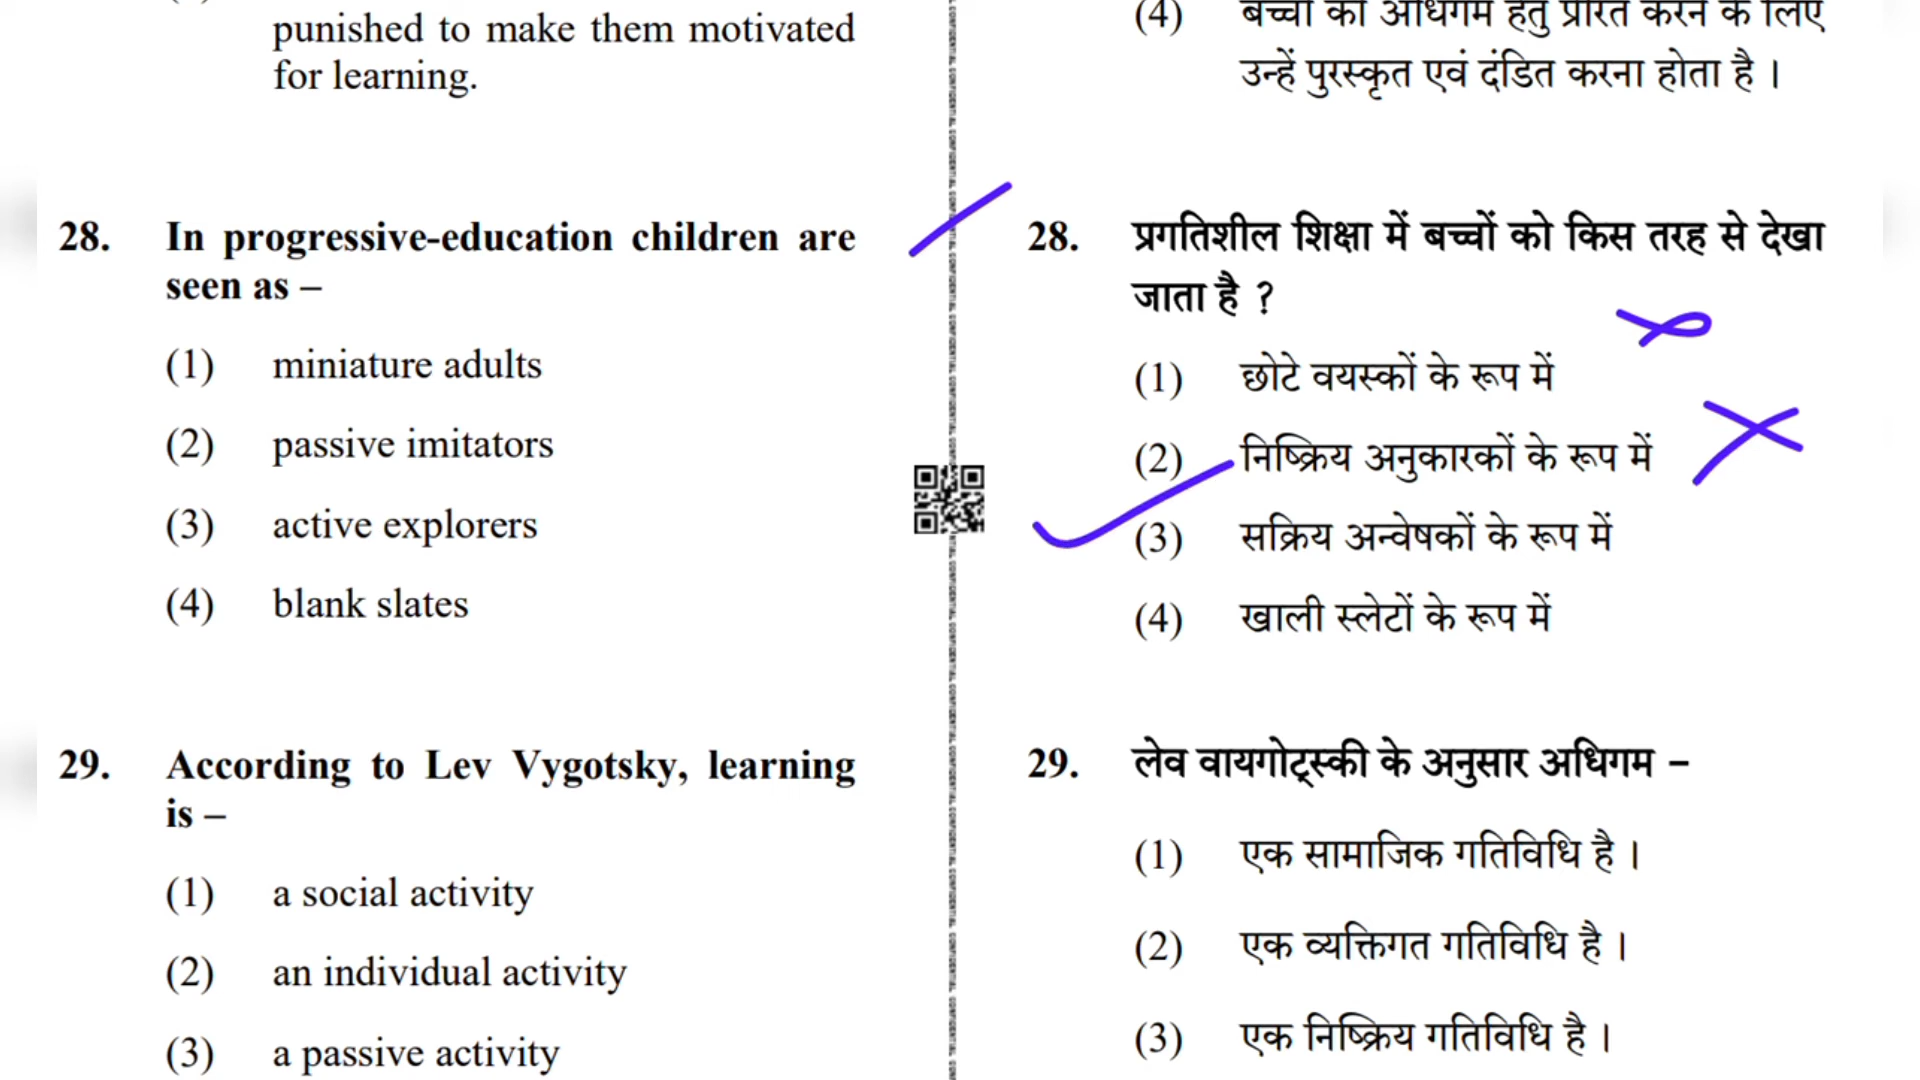 punished to make them motivated
for learning.
28. In progressive-education children are
seen as –
(1) miniature adults
(2) passive imitators
(3) active explorers
(4) blank slates
29. According to Lev Vygotsky, learning
is –
(1) a social activity
(2) an individual activity
(3) a passive activity
(4) बच्चों को अधिगम हेतु प्रेरित करने के लिए
उन्हें पुरस्कृत एवं दंडित करना होता है ।
28. प्रगतिशील शिक्षा में बच्चों को किस तरह से देखा
जाता है ?
(1) छोटे वयस्कों के रूप में
(2) निष्क्रिय अनुकारकों के रूप में
(3) सक्रिय अन्वेषकों के रूप में
(4) खाली स्लेटों के रूप में
29. लेव वायगोट्स्की के अनुसार अधिगम –
(1) एक सामाजिक गतिविधि है ।
(2) एक व्यक्तिगत गतिविधि है ।
(3) एक निष्क्रिय गतिविधि है ।